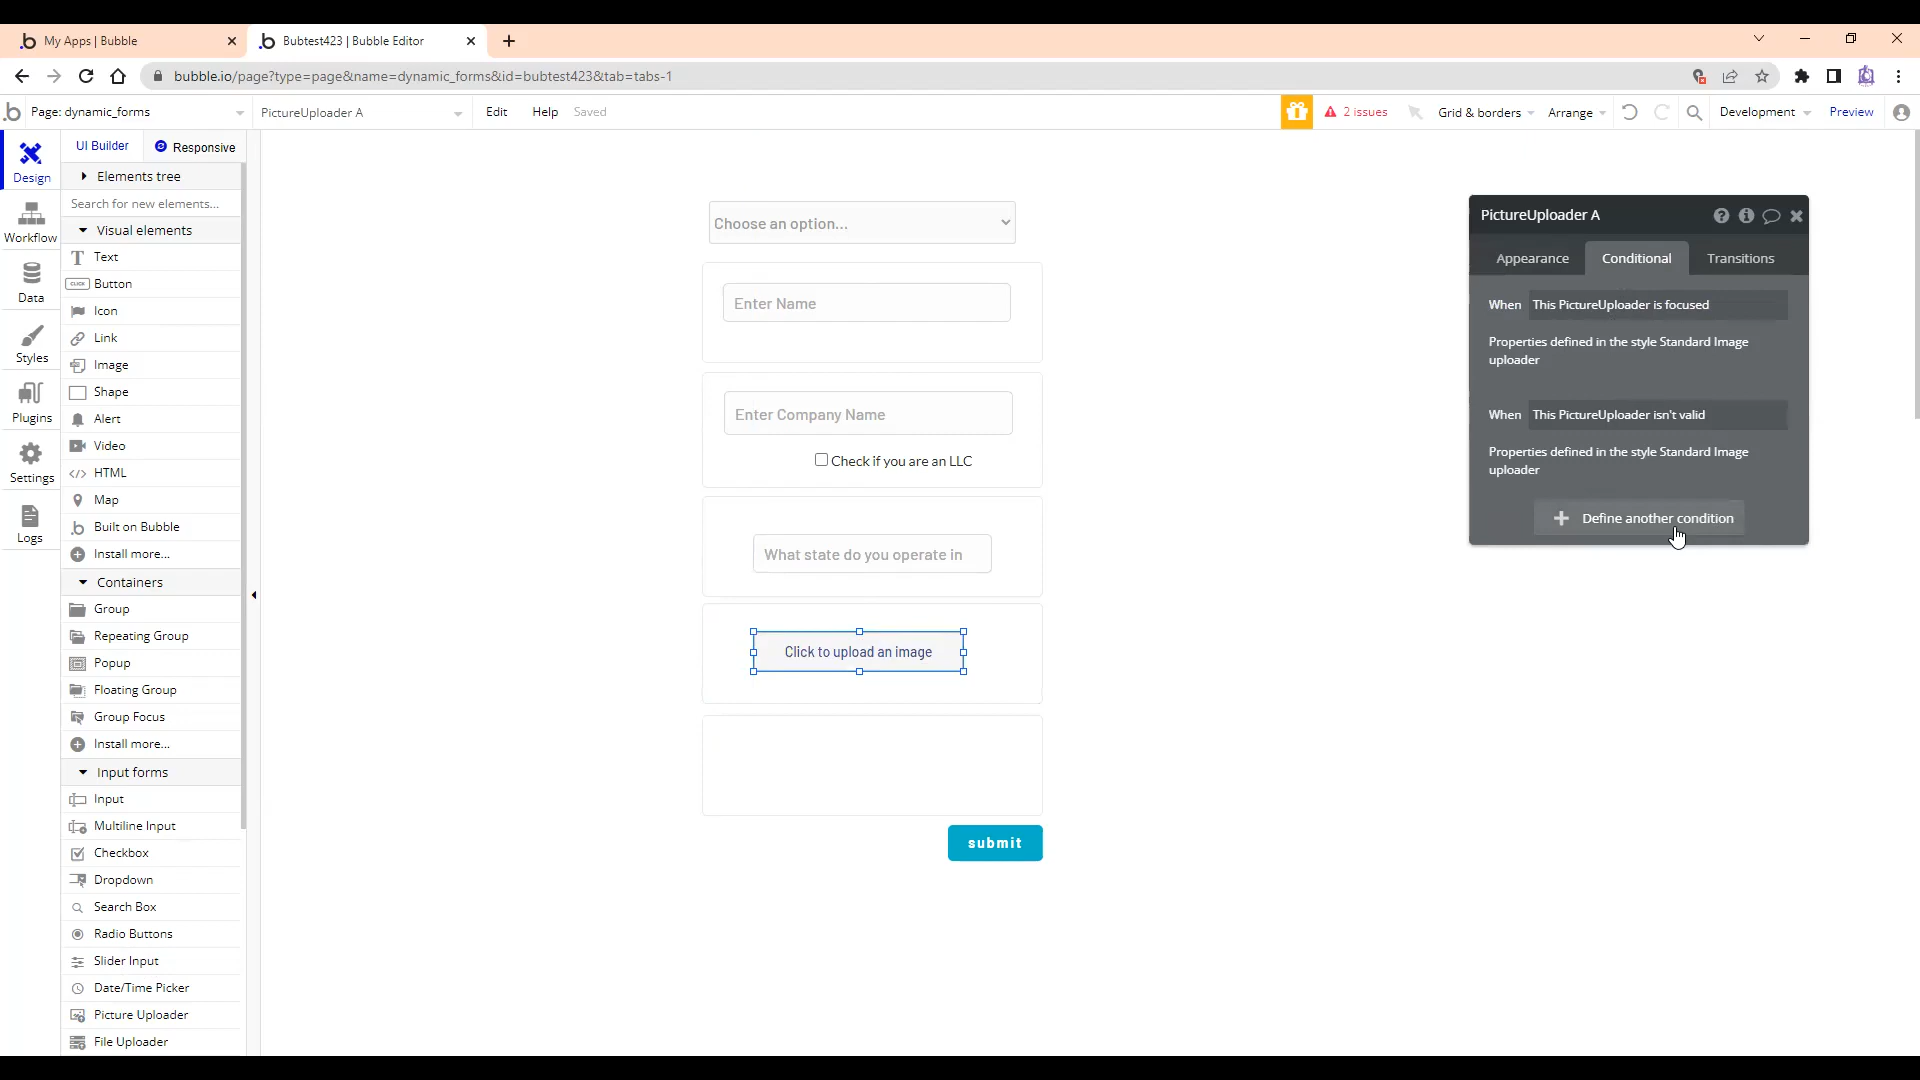 My Apps | Bubble
Bubtest423 | Bubble Editor
bubble.io/page?type=page&name=dynamic_forms&id=bubtest423&tab=tabs-1
Page: dynamic_forms
PictureUploader A
Edit
Help
Saved
2 issues
Grid & borders
Arrange
Development
Preview
Design
Workflow
Data
Styles
Plugins
Settings
Logs
UI Builder
Responsive
Elements tree
Search for new elements...
Visual elements
Text
CLICK Button
Icon
Link
Image
Shape
Alert
Video
HTML
Map
Built on Bubble
Install more...
Containers
Group
Repeating Group
Popup
Floating Group
Group Focus
Install more...
Input forms
Input
Multiline Input
Checkbox
Dropdown
Search Box
Radio Buttons
Slider Input
Date/Time Picker
Picture Uploader
File Uploader
Choose an option...
Enter Name
Enter Company Name
Check if you are an LLC
What state do you operate in
Click to upload an image
submit
PictureUploader A
Appearance
Conditional
Transitions
When This PictureUploader is focused
Properties defined in the style Standard Image
uploader
When This PictureUploader isn't valid
Properties defined in the style Standard Image
uploader
Define another condition